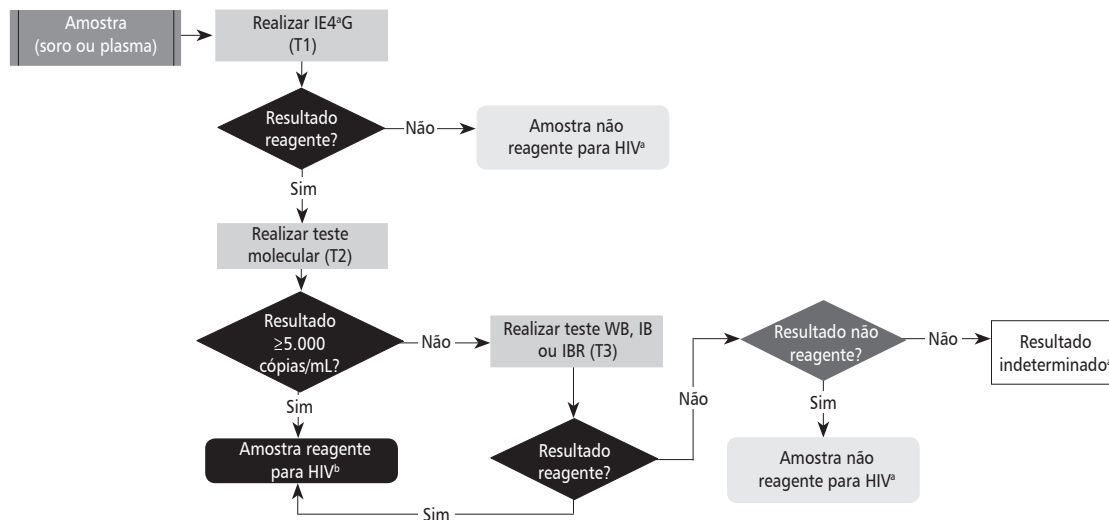 Amostra
(soro ou plasma)
Realizar IE4ªG
(T1)
Resultado
reagente?
Não
Amostra não
reagente para HIVª
Sim
Realizar teste
molecular (T2)
Resultado
≥5.000
cópias/mL?
Não
Realizar teste WB, IB
ou IBR (T3)
Sim
Amostra reagente
para HIVᵇ
Resultado
reagente?
Sim
Não
Resultado não
reagente?
Não
Resultado
indeterminado
Sim
Amostra não
reagente para HIVª